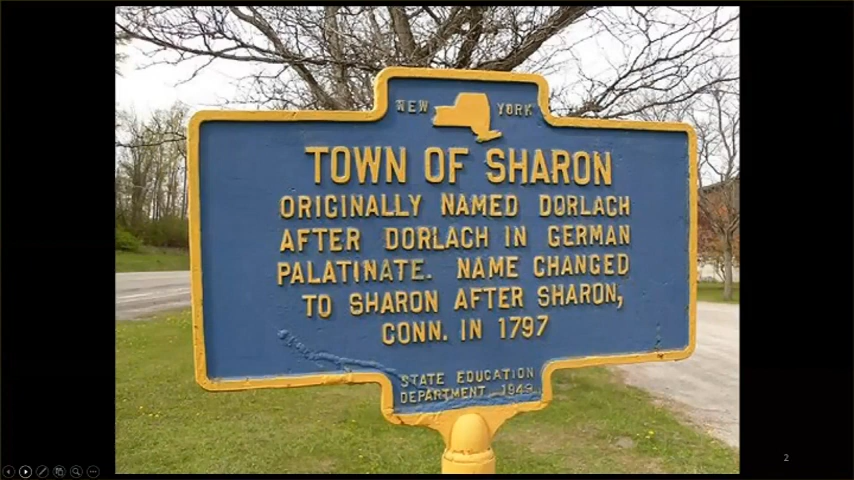 NEW YORK
TOWN OF SHARON
ORIGINALLY NAMED DORLACH
AFTER DORLACH IN GERMAN
PALATINATE. NAME CHANGED
TO SHARON AFTER SHARON,
CONN. IN 1797
STATE EDUCATION
DEPARTMENT 1949
2